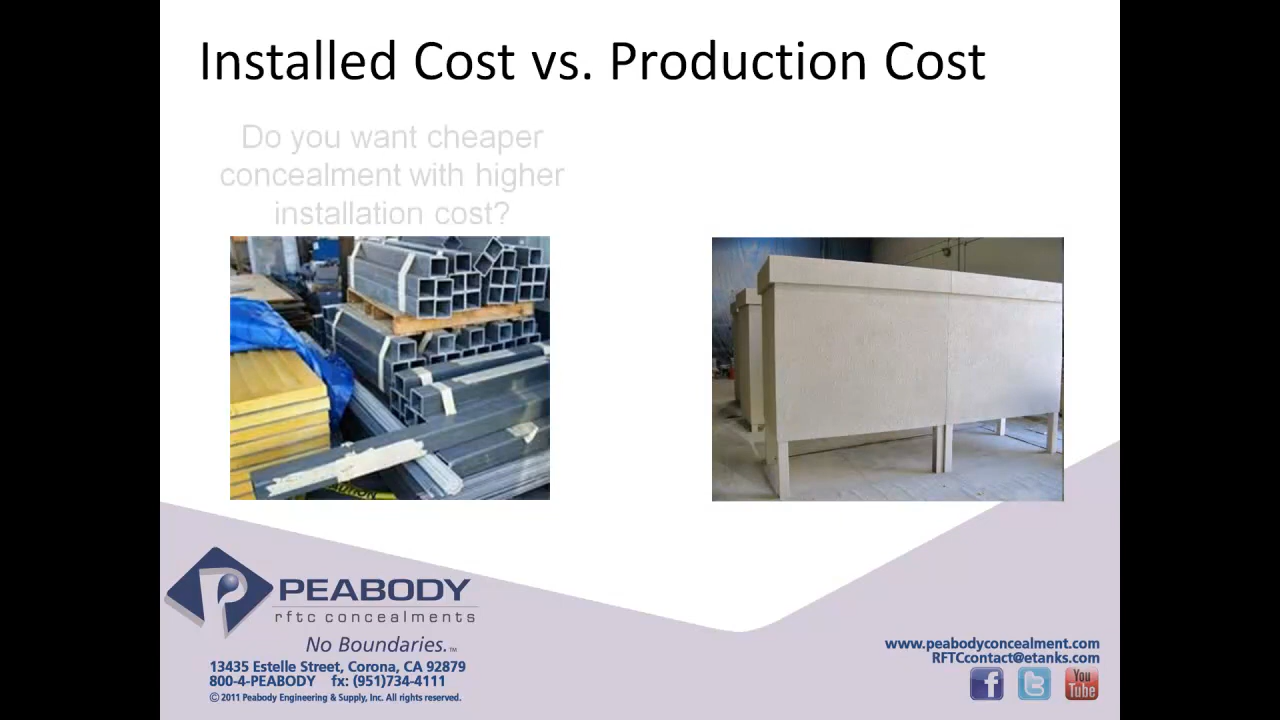 Installed Cost vs. Production Cost
Do you want cheaper
concealment with higher
installation cost?
PEABODY
rftc concealments
No Boundaries.™
13435 Estelle Street, Corona, CA 92879
800-4-PEABODY fx: (951)734-4111
© 2011 Peabody Engineering & Supply, Inc. All rights reserved.
www.peabodyconcealment.com
RFTCcontact@etanks.com
You
Tube